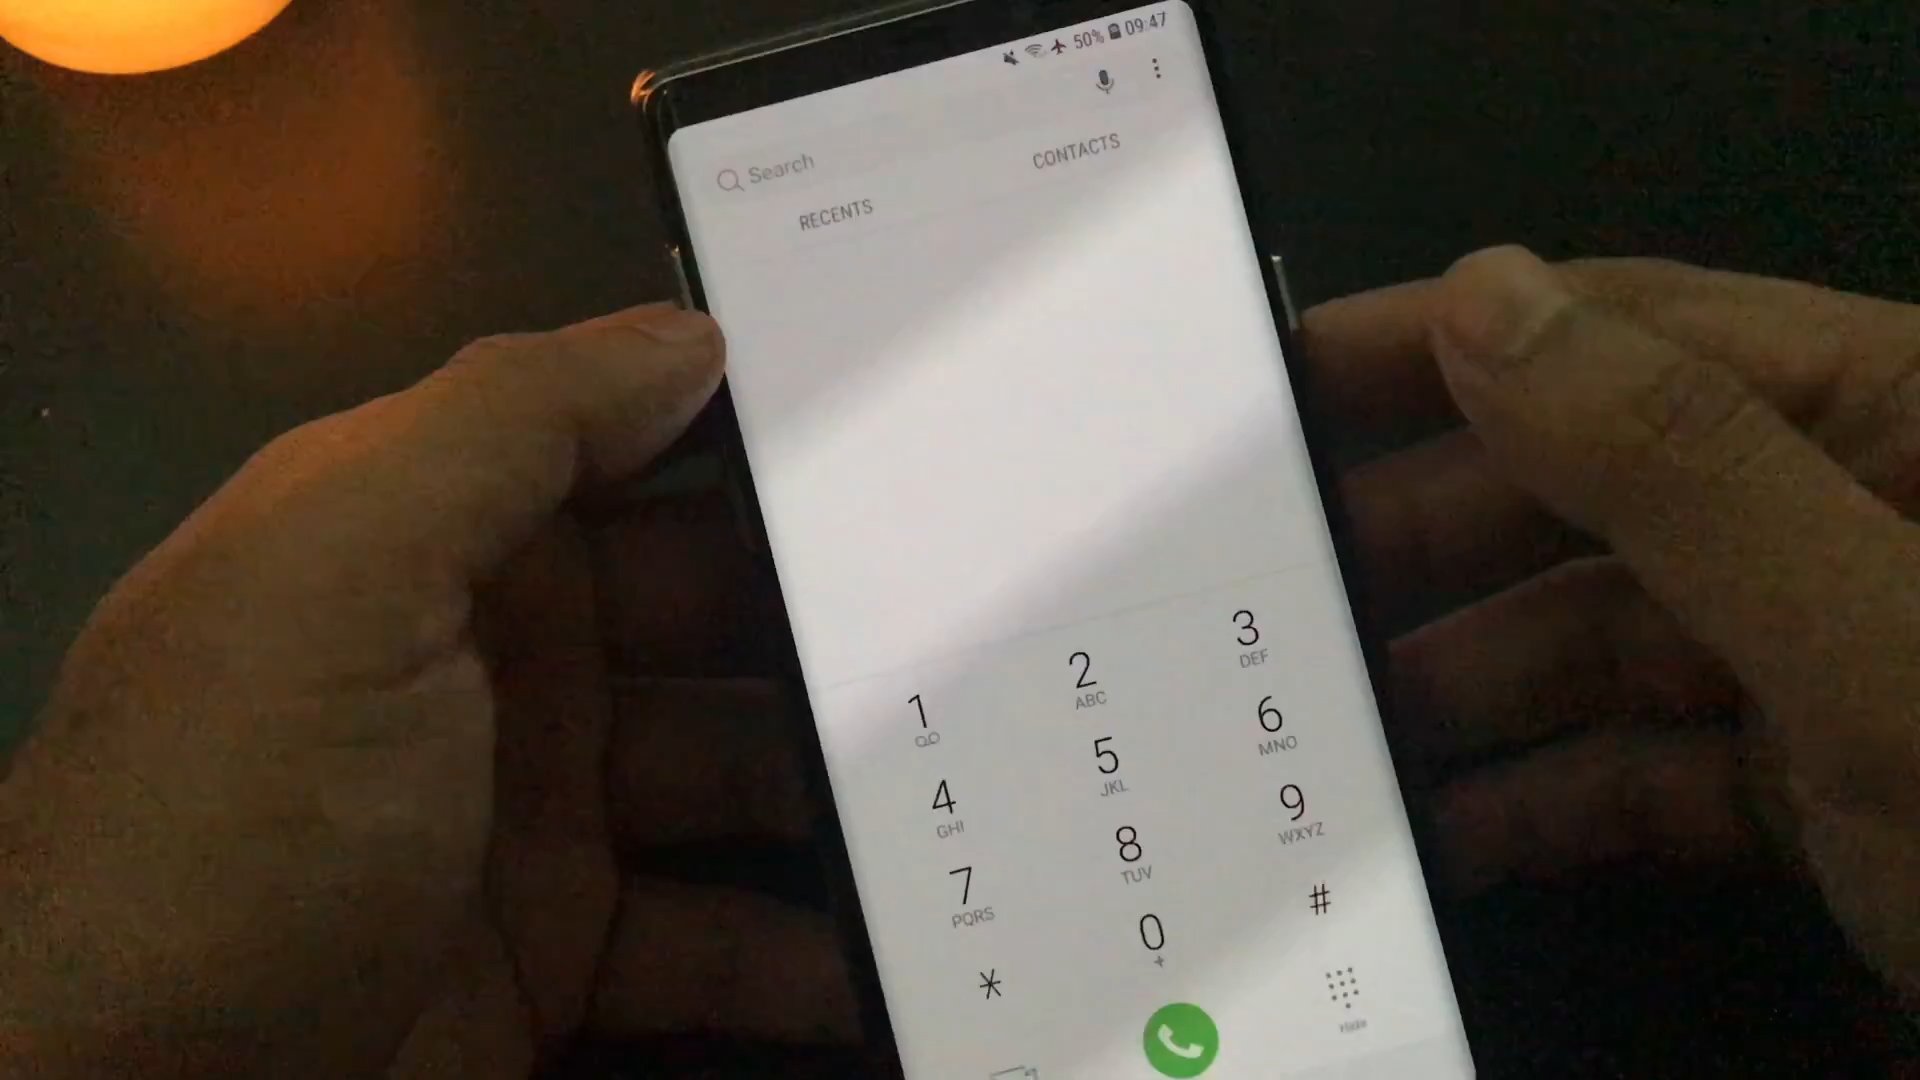 50% 09:47
Search
RECENTS CONTACTS
1 2 ABC 3 DEF
4 GHI 5 JKL 6 MNO
7 PQRS 8 TUV 9 WXYZ
* 0 + #
Hide